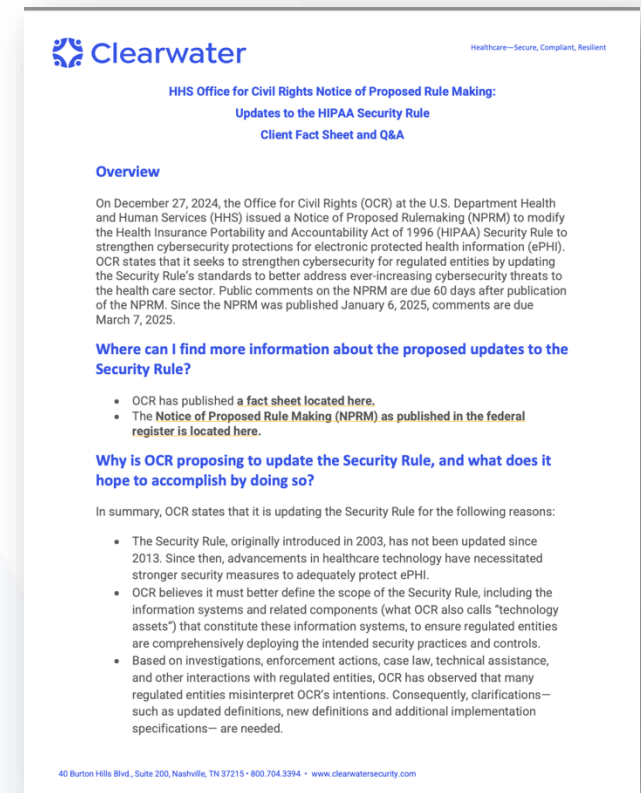 Clearwater
Healthcare—Secure, Compliant, Resilient
HHS Office for Civil Rights Notice of Proposed Rule Making:
Updates to the HIPAA Security Rule
Client Fact Sheet and Q&A
Overview
On December 27, 2024, the Office for Civil Rights (OCR) at the U.S. Department Health
and Human Services (HHS) issued a Notice of Proposed Rulemaking (NPRM) to modify
the Health Insurance Portability and Accountability Act of 1996 (HIPAA) Security Rule to
strengthen cybersecurity protections for electronic protected health information (ePHI).
OCR states that it seeks to strengthen cybersecurity for regulated entities by updating
the Security Rule’s standards to better address ever-increasing cybersecurity threats to
the health care sector. Public comments on the NPRM are due 60 days after publication
of the NPRM. Since the NPRM was published January 6, 2025, comments are due
March 7, 2025.
Where can I find more information about the proposed updates to the
Security Rule?
• OCR has published a fact sheet located here.
• The Notice of Proposed Rule Making (NPRM) as published in the federal
register is located here.
Why is OCR proposing to update the Security Rule, and what does it
hope to accomplish by doing so?
In summary, OCR states that it is updating the Security Rule for the following reasons:
• The Security Rule, originally introduced in 2003, has not been updated since
2013. Since then, advancements in healthcare technology have necessitated
stronger security measures to adequately protect ePHI.
• OCR believes it must better define the scope of the Security Rule, including the
information systems and related components (what OCR also calls “technology
assets”) that constitute these information systems, to ensure regulated entities
are comprehensively deploying the intended security practices and controls.
• Based on investigations, enforcement actions, case law, technical assistance,
and other interactions with regulated entities, OCR has observed that many
regulated entities misinterpret OCR’s intentions. Consequently, clarifications—
such as updated definitions, new definitions and additional implementation
specifications— are needed.
40 Burton Hills Blvd., Suite 200, Nashville, TN 37215 • 800.704.3394 • www.clearwatersecurity.com